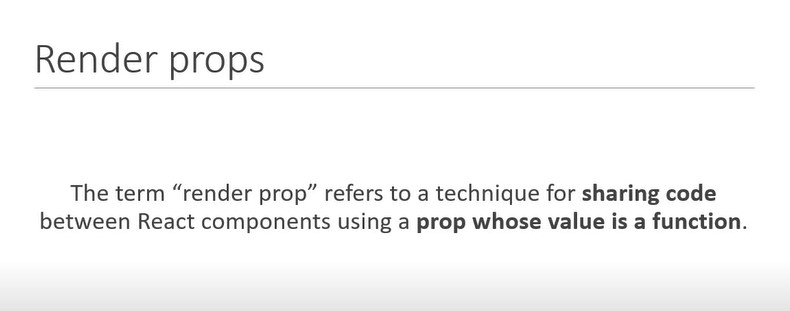 Render props
The term “render prop” refers to a technique for sharing code
between React components using a prop whose value is a function.